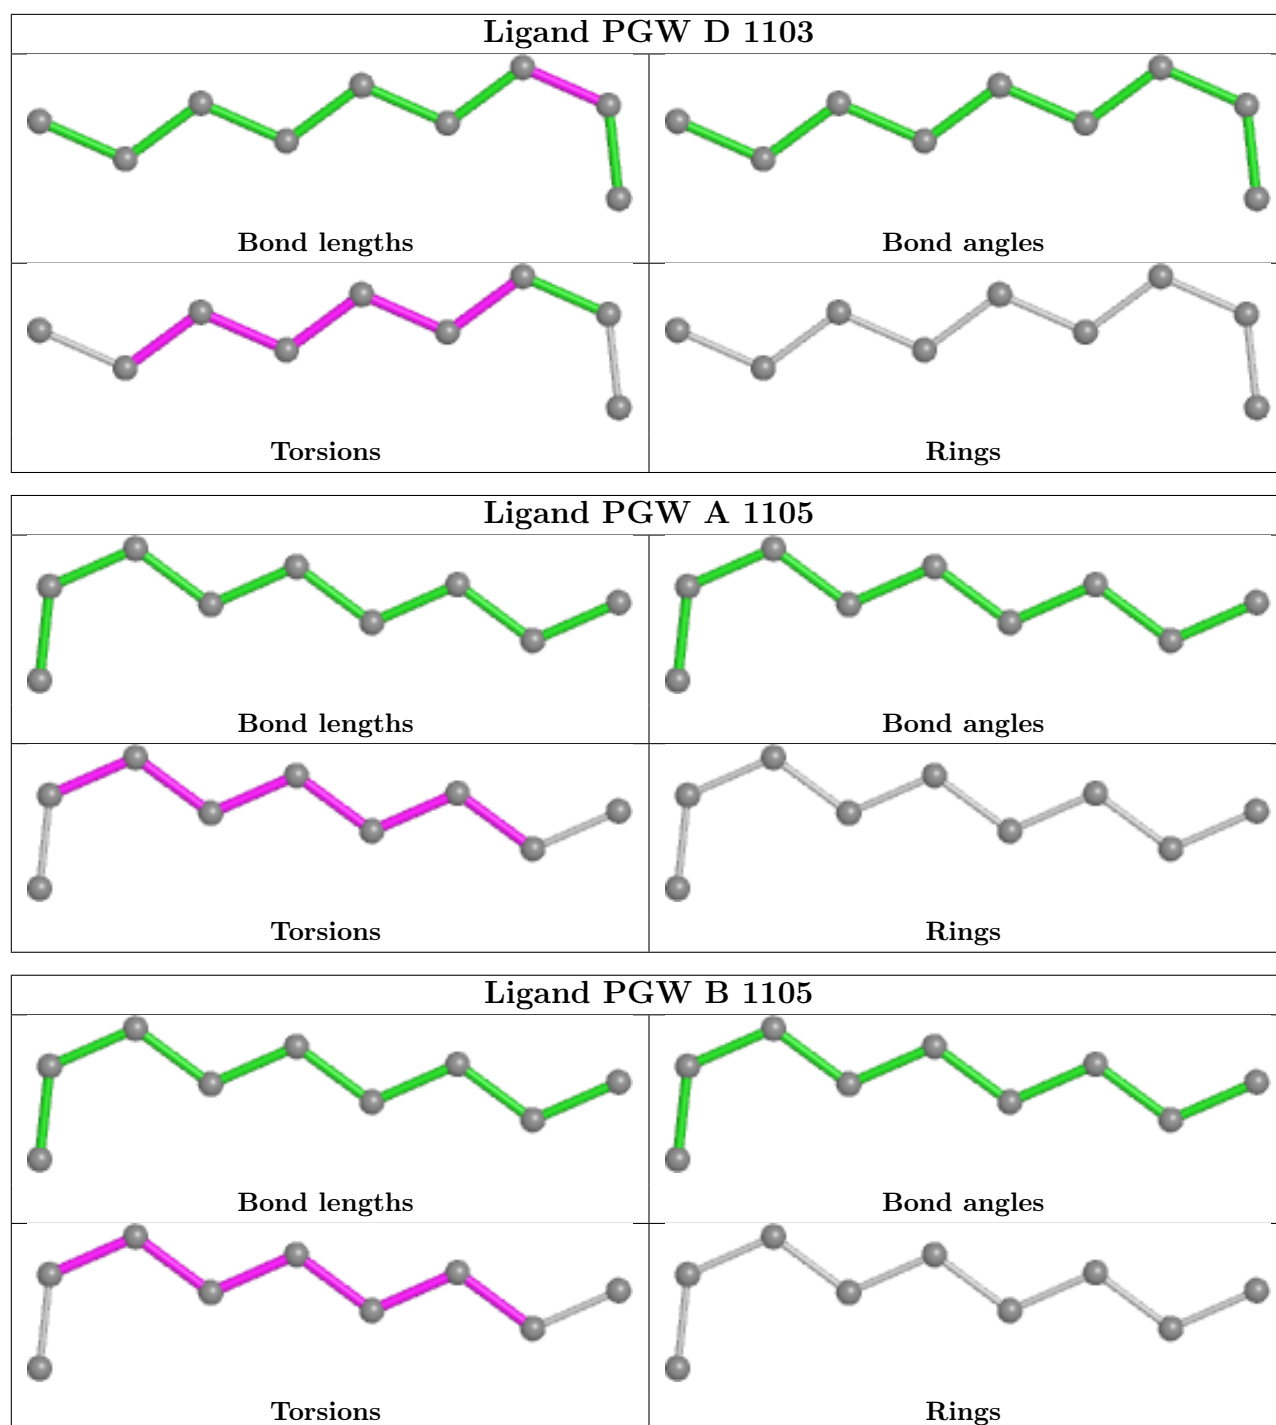 Ligand PGW D 1103
Bond lengths
Bond angles
Torsions
Rings
Ligand PGW A 1105
Bond lengths
Bond angles
Torsions
Rings
Ligand PGW B 1105
Bond lengths
Bond angles
Torsions
Rings